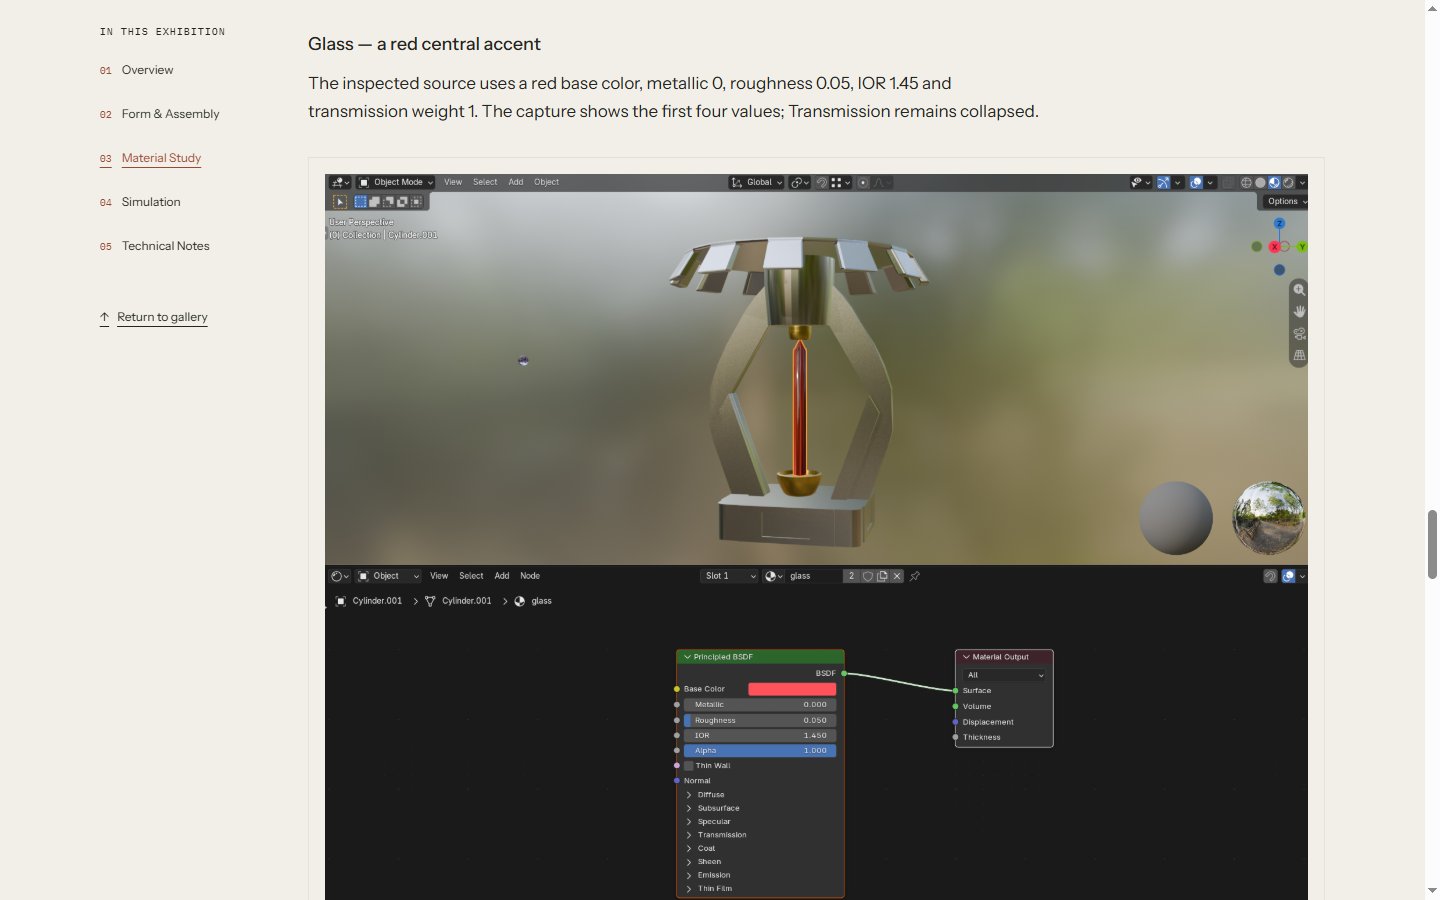 IN THIS EXHIBITION
01 Overview
02 Form & Assembly
03 Material Study
04 Simulation
05 Technical Notes
↑ Return to gallery
Glass — a red central accent
The inspected source uses a red base color, metallic 0, roughness 0.05, IOR 1.45 and
transmission weight 1. The capture shows the first four values; Transmission remains collapsed.
Object Mode View Select Add Object Global
Options
User Perspective
(0) Collection | Cylinder.001
Z
X Y
Object View Select Add Node Slot 1 glass 2
Cylinder.001 Cylinder.001 glass
Principled BSDF
BSDF
Base Color
Metallic 0.000
Roughness 0.050
IOR 1.450
Alpha 1.000
Thin Wall
Normal
Diffuse
Subsurface
Specular
Transmission
Coat
Sheen
Emission
Thin Film
Material Output
All
Surface
Volume
Displacement
Thickness